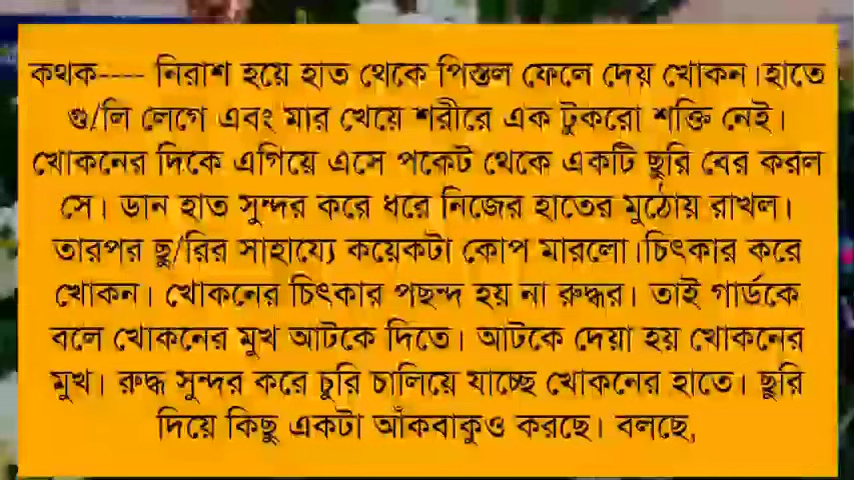 কথক---- নিরাশ হয়ে হাত থেকে পিস্তল ফেলে দেয় খোকন।হাতে
গু/লি লেগে এবং মার খেয়ে শরীরে এক টুকরো শক্তি নেই।
খোকনের দিকে এগিয়ে এসে পকেট থেকে একটি ছুরি বের করল
সে। ডান হাত সুন্দর করে ধরে নিজের হাতের মুঠোয় রাখল।
তারপর ছু/রির সাহায্যে কয়েকটা কোপ মারলো।চিৎকার করে
খোকন। খোকনের চিৎকার পছন্দ হয় না রুদ্ধর। তাই গার্ডকে
বলে খোকনের মুখ আটকে দিতে। আটকে দেয়া হয় খোকনের
মুখ। রুদ্ধ সুন্দর করে চুরি চালিয়ে যাচ্ছে খোকনের হাতে। ছুরি
দিয়ে কিছু একটা আঁকবাকুও করছে। বলছে,